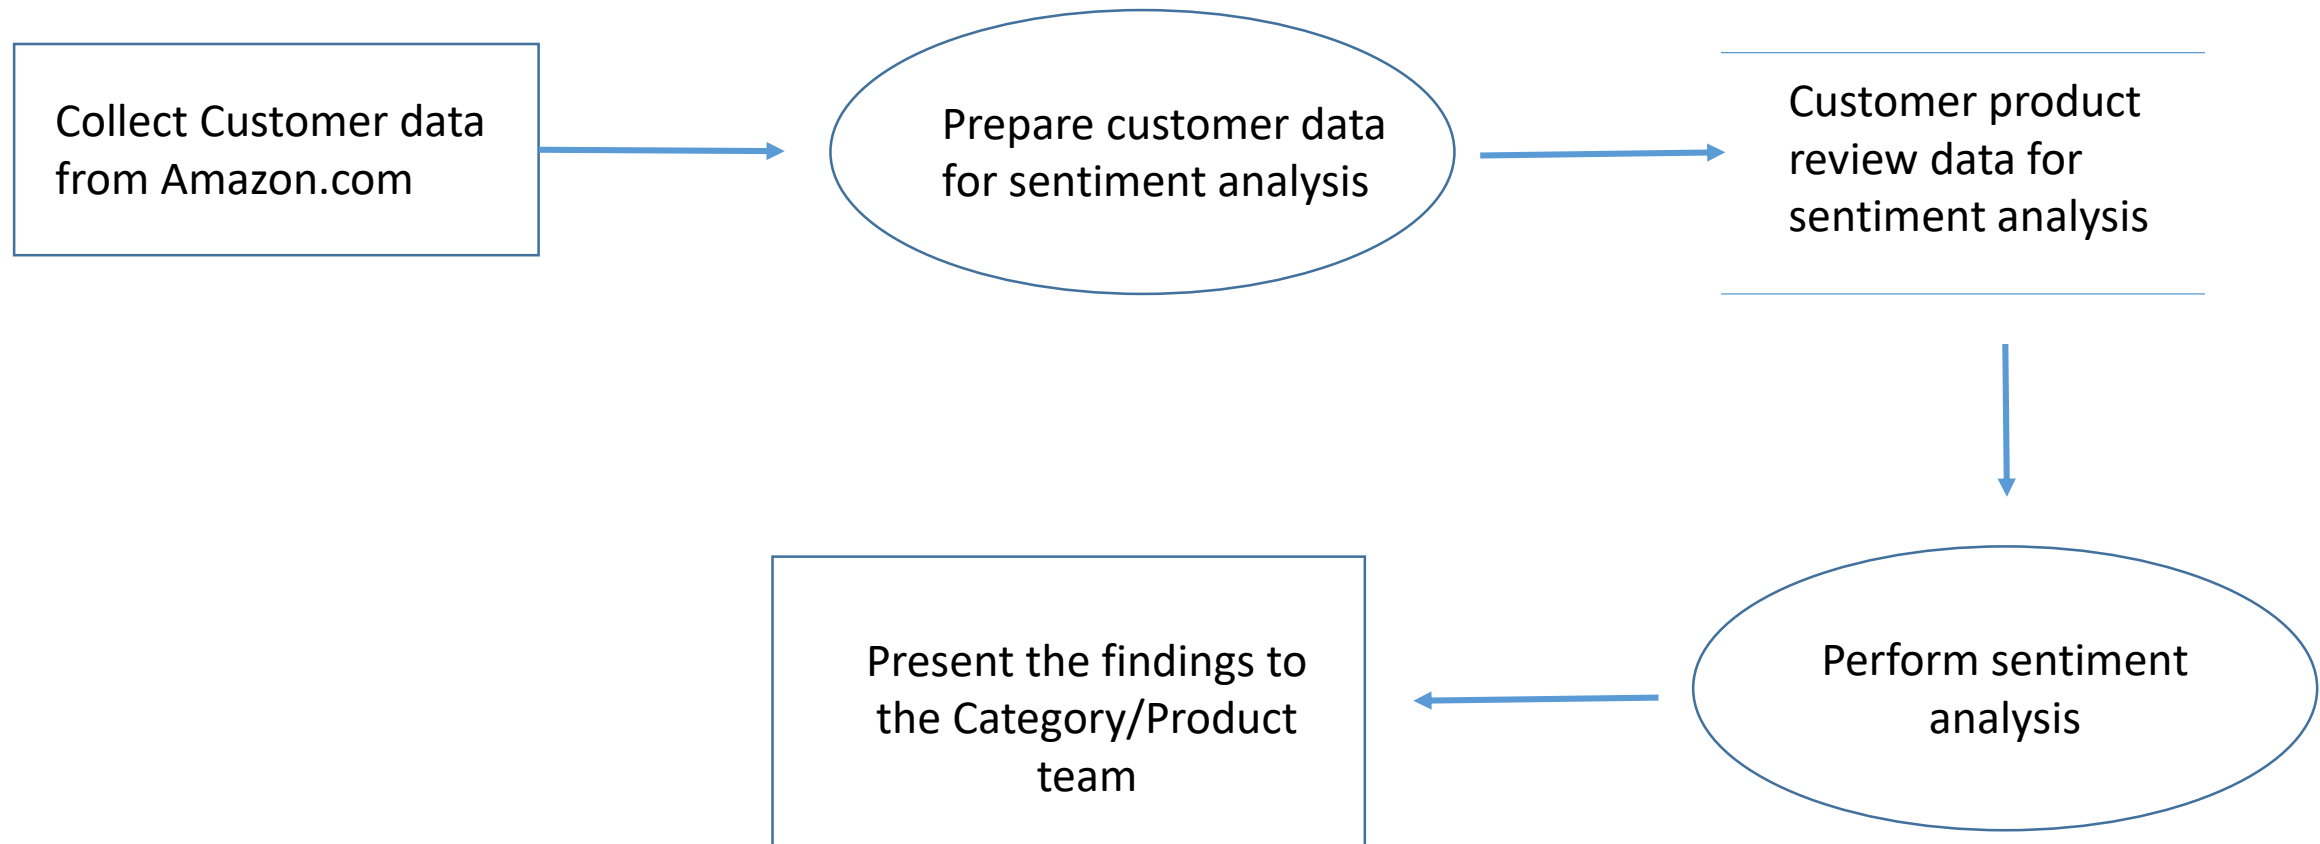 Collect Customer data
from Amazon.com
Prepare customer data
for sentiment analysis
Customer product
review data for
sentiment analysis
Perform sentiment
analysis
Present the findings to
the Category/Product
team